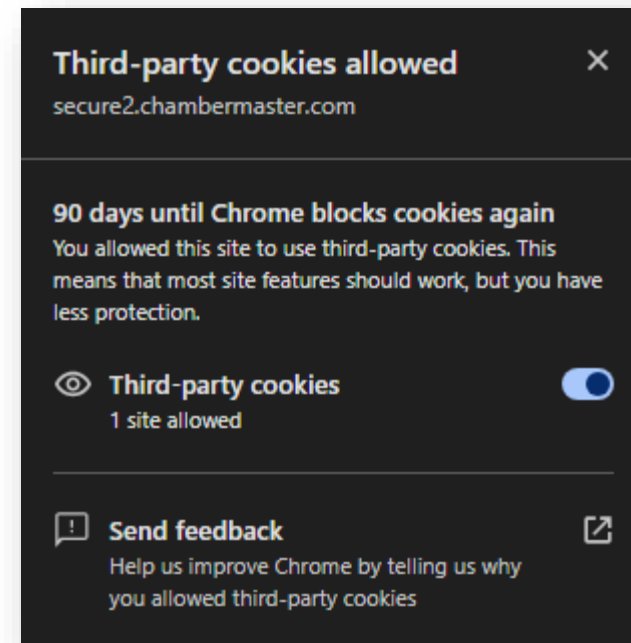 Third-party cookies allowed
secure2.chambermaster.com
90 days until Chrome blocks cookies again
You allowed this site to use third-party cookies. This
means that most site features should work, but you have
less protection.
Third-party cookies
1 site allowed
Send feedback
Help us improve Chrome by telling us why
you allowed third-party cookies